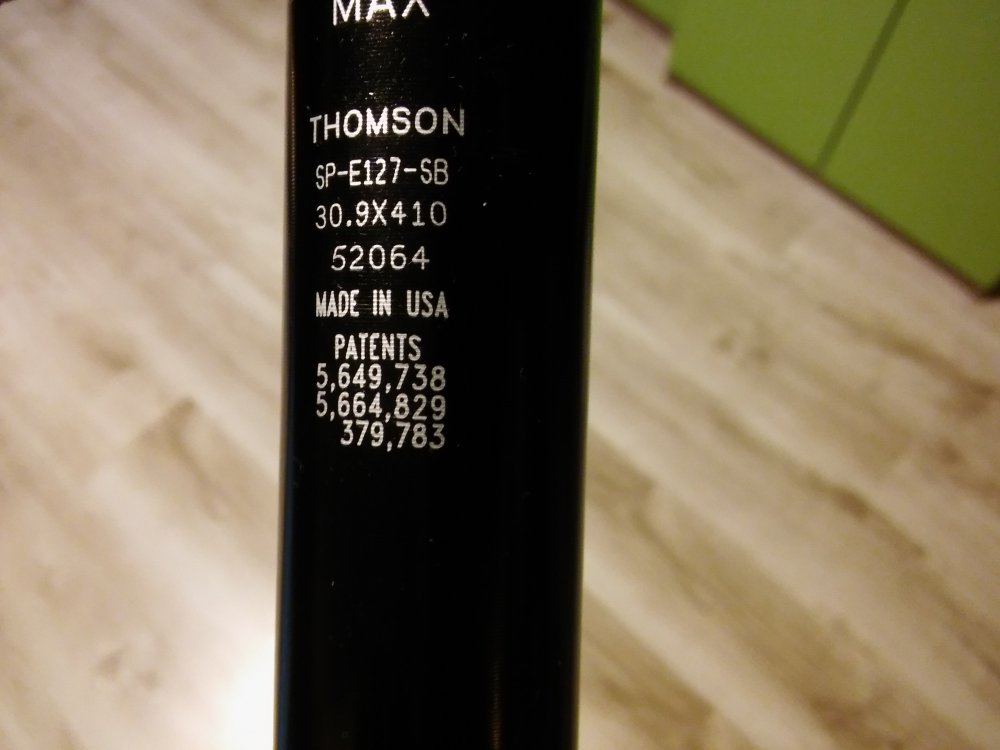 MAX
THOMSON
SP-E127-SB
30.9X410
52064
MADE IN USA
PATENTS
5,649,738
5,664,829
379,783